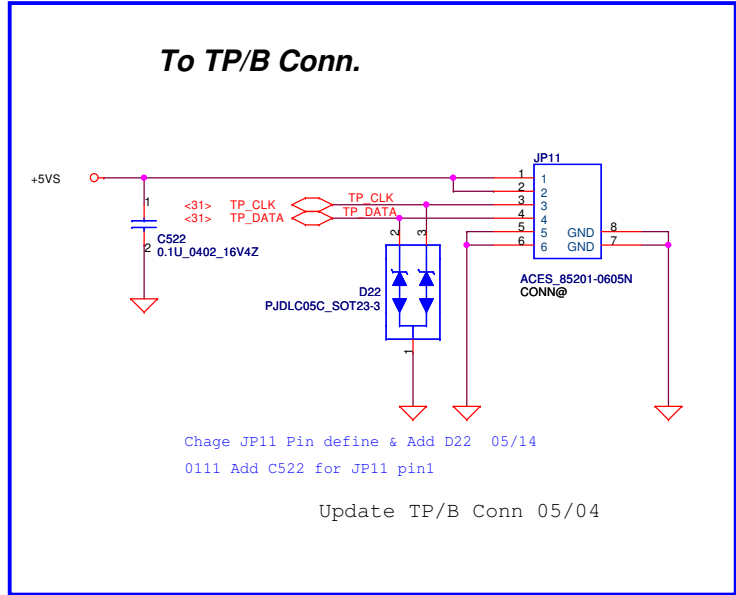 To TP/B Conn.
JP11
+5VS
1 1
2 2
<31> TP_CLK TP_CLK 3 3
<31> TP_DATA TP_DATA 4 4
5 5 GND 8
6 6 GND 7
1
2
C522
0.1U_0402_16V4Z
2 3
D22
PJDLC05C_SOT23-3
1
ACES_85201-0605N
CONN@
Chage JP11 Pin define & Add D22 05/14
0111 Add C522 for JP11 pin1
Update TP/B Conn 05/04